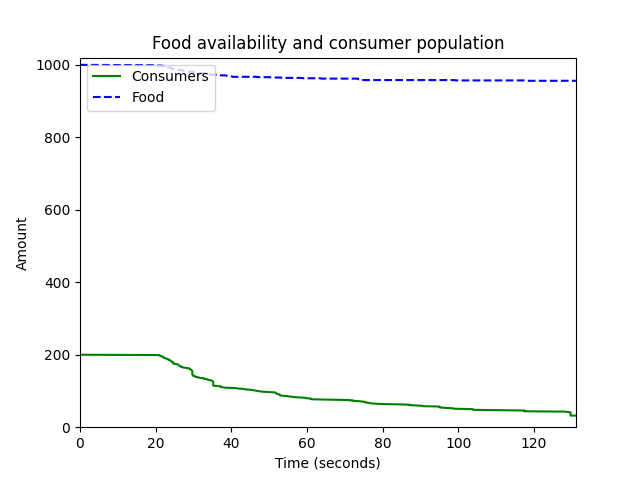 Food availability and consumer population
Consumers
Food
Amount
1000
800
600
400
200
0
0 20 40 60 80 100 120
Time (seconds)